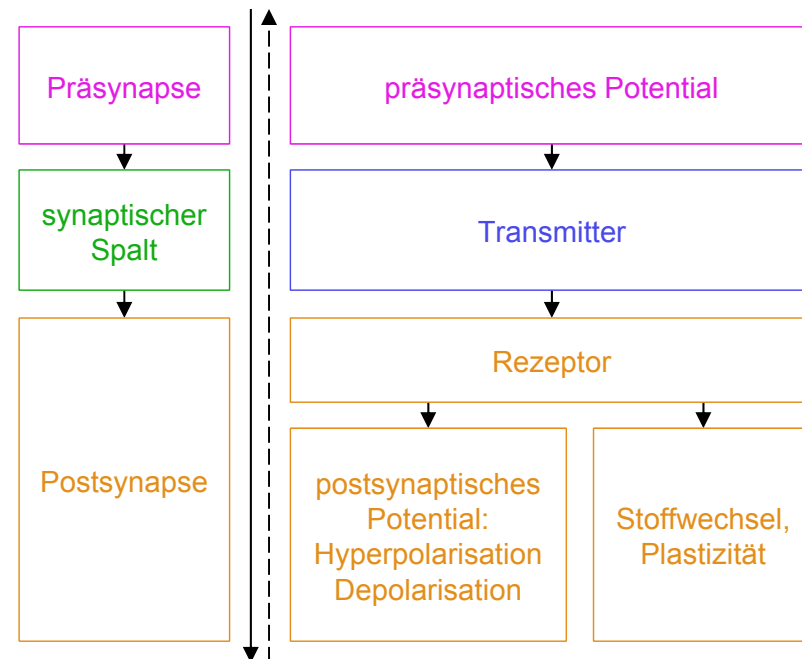 Präsynapse
präsynaptisches Potential
synaptischer
Spalt
Transmitter
Postsynapse
Rezeptor
postsynaptisches
Potential:
Hyperpolarisation
Depolarisation
Stoffwechsel,
Plastizität